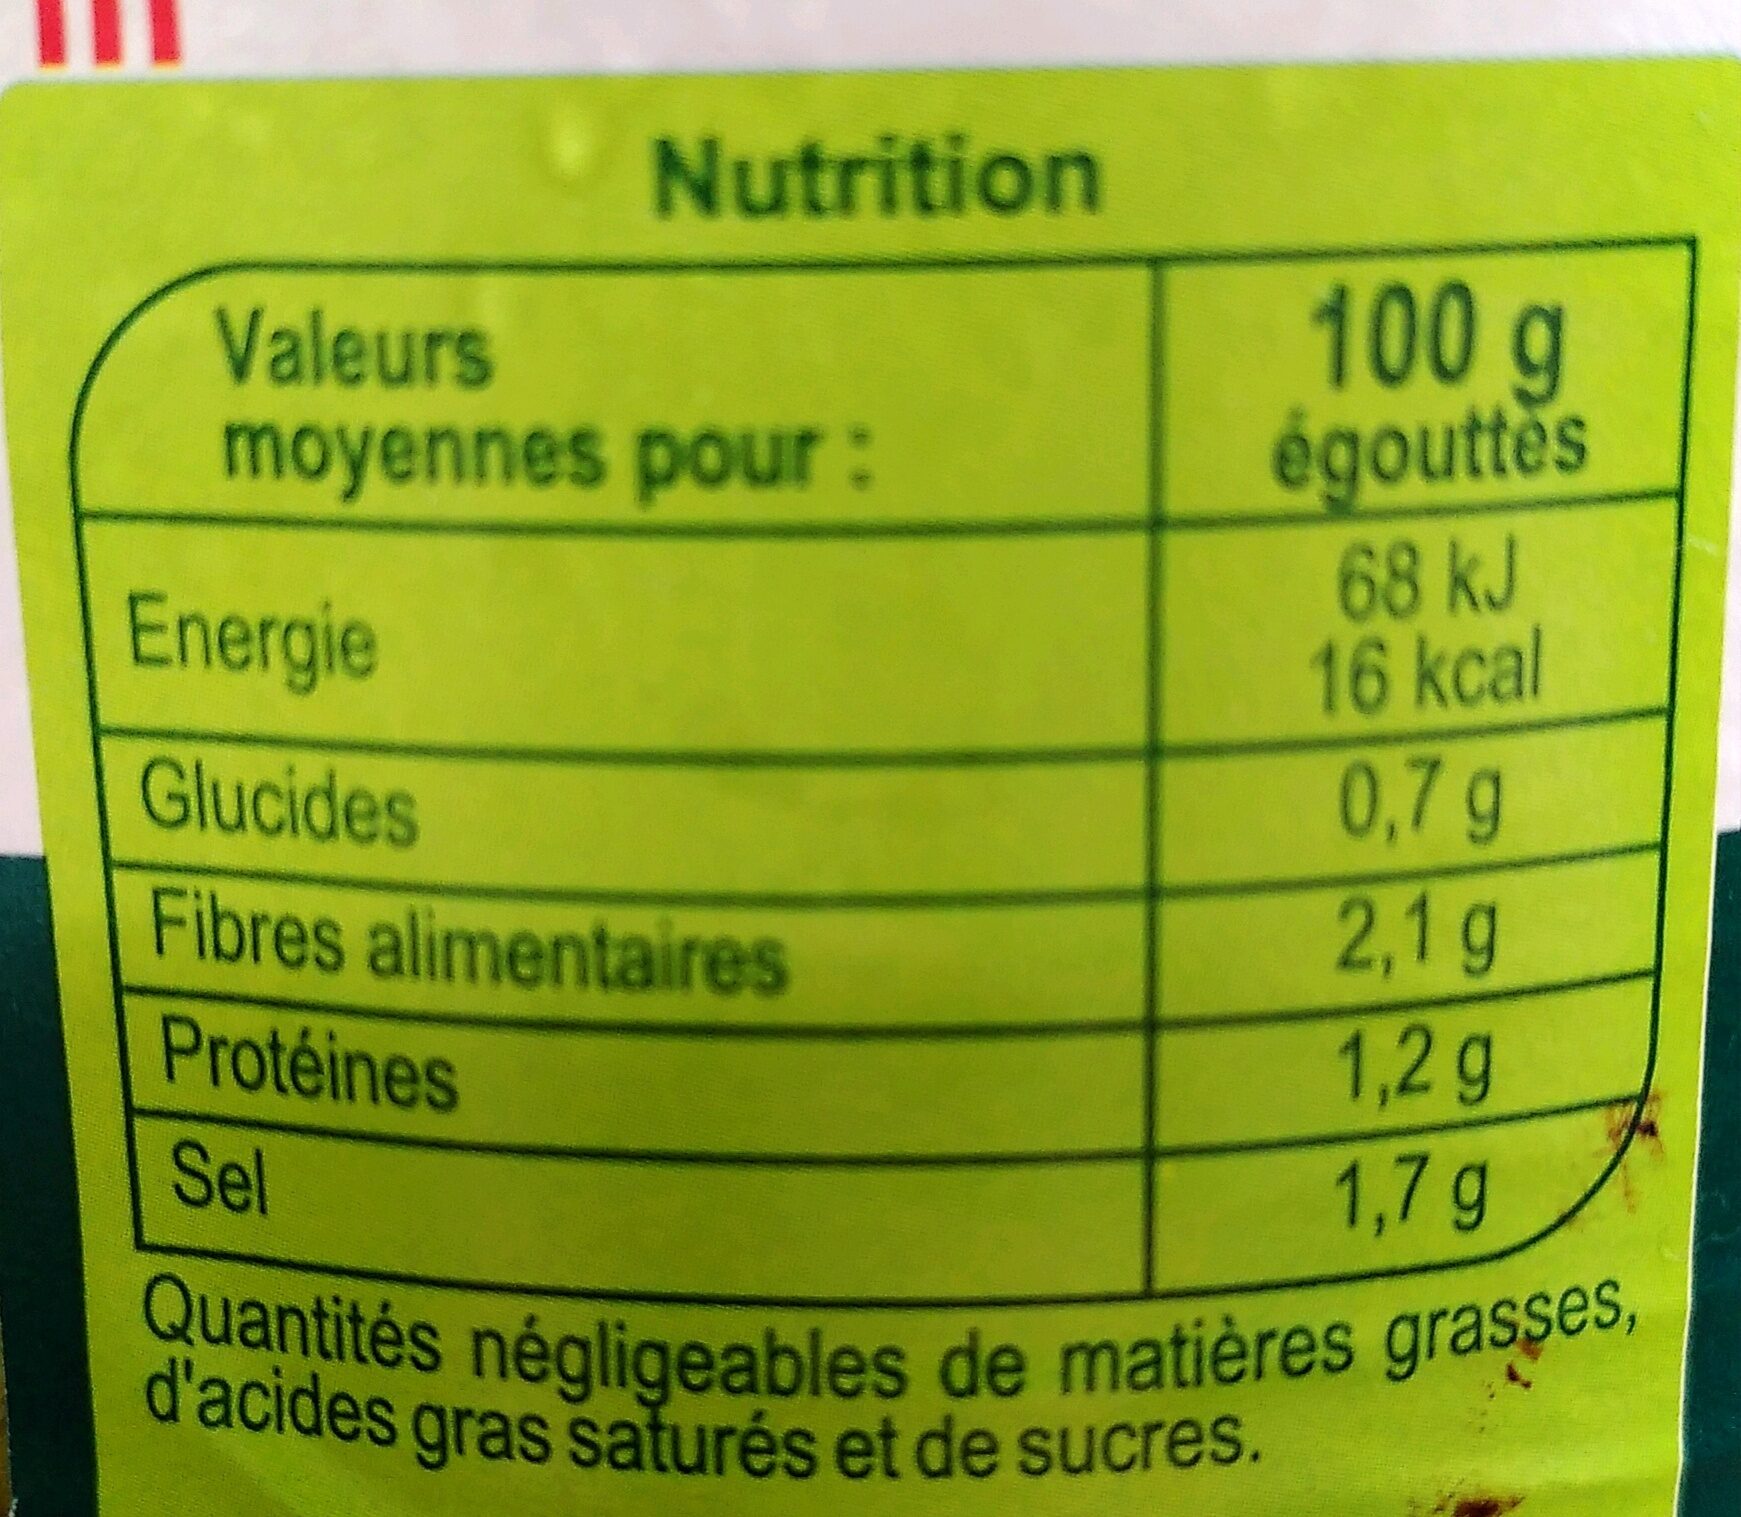 Nutrition
Valeurs
moyennes pour :
100 g
égouttés
Energie
68 kJ
16 kcal
Glucides
0,7 g
Fibres alimentaires
2,1 g
Protéines
1,2 g
Sel
1,7 g
Quantités négligeables de matières grasses,
d'acides gras saturés et de sucres.